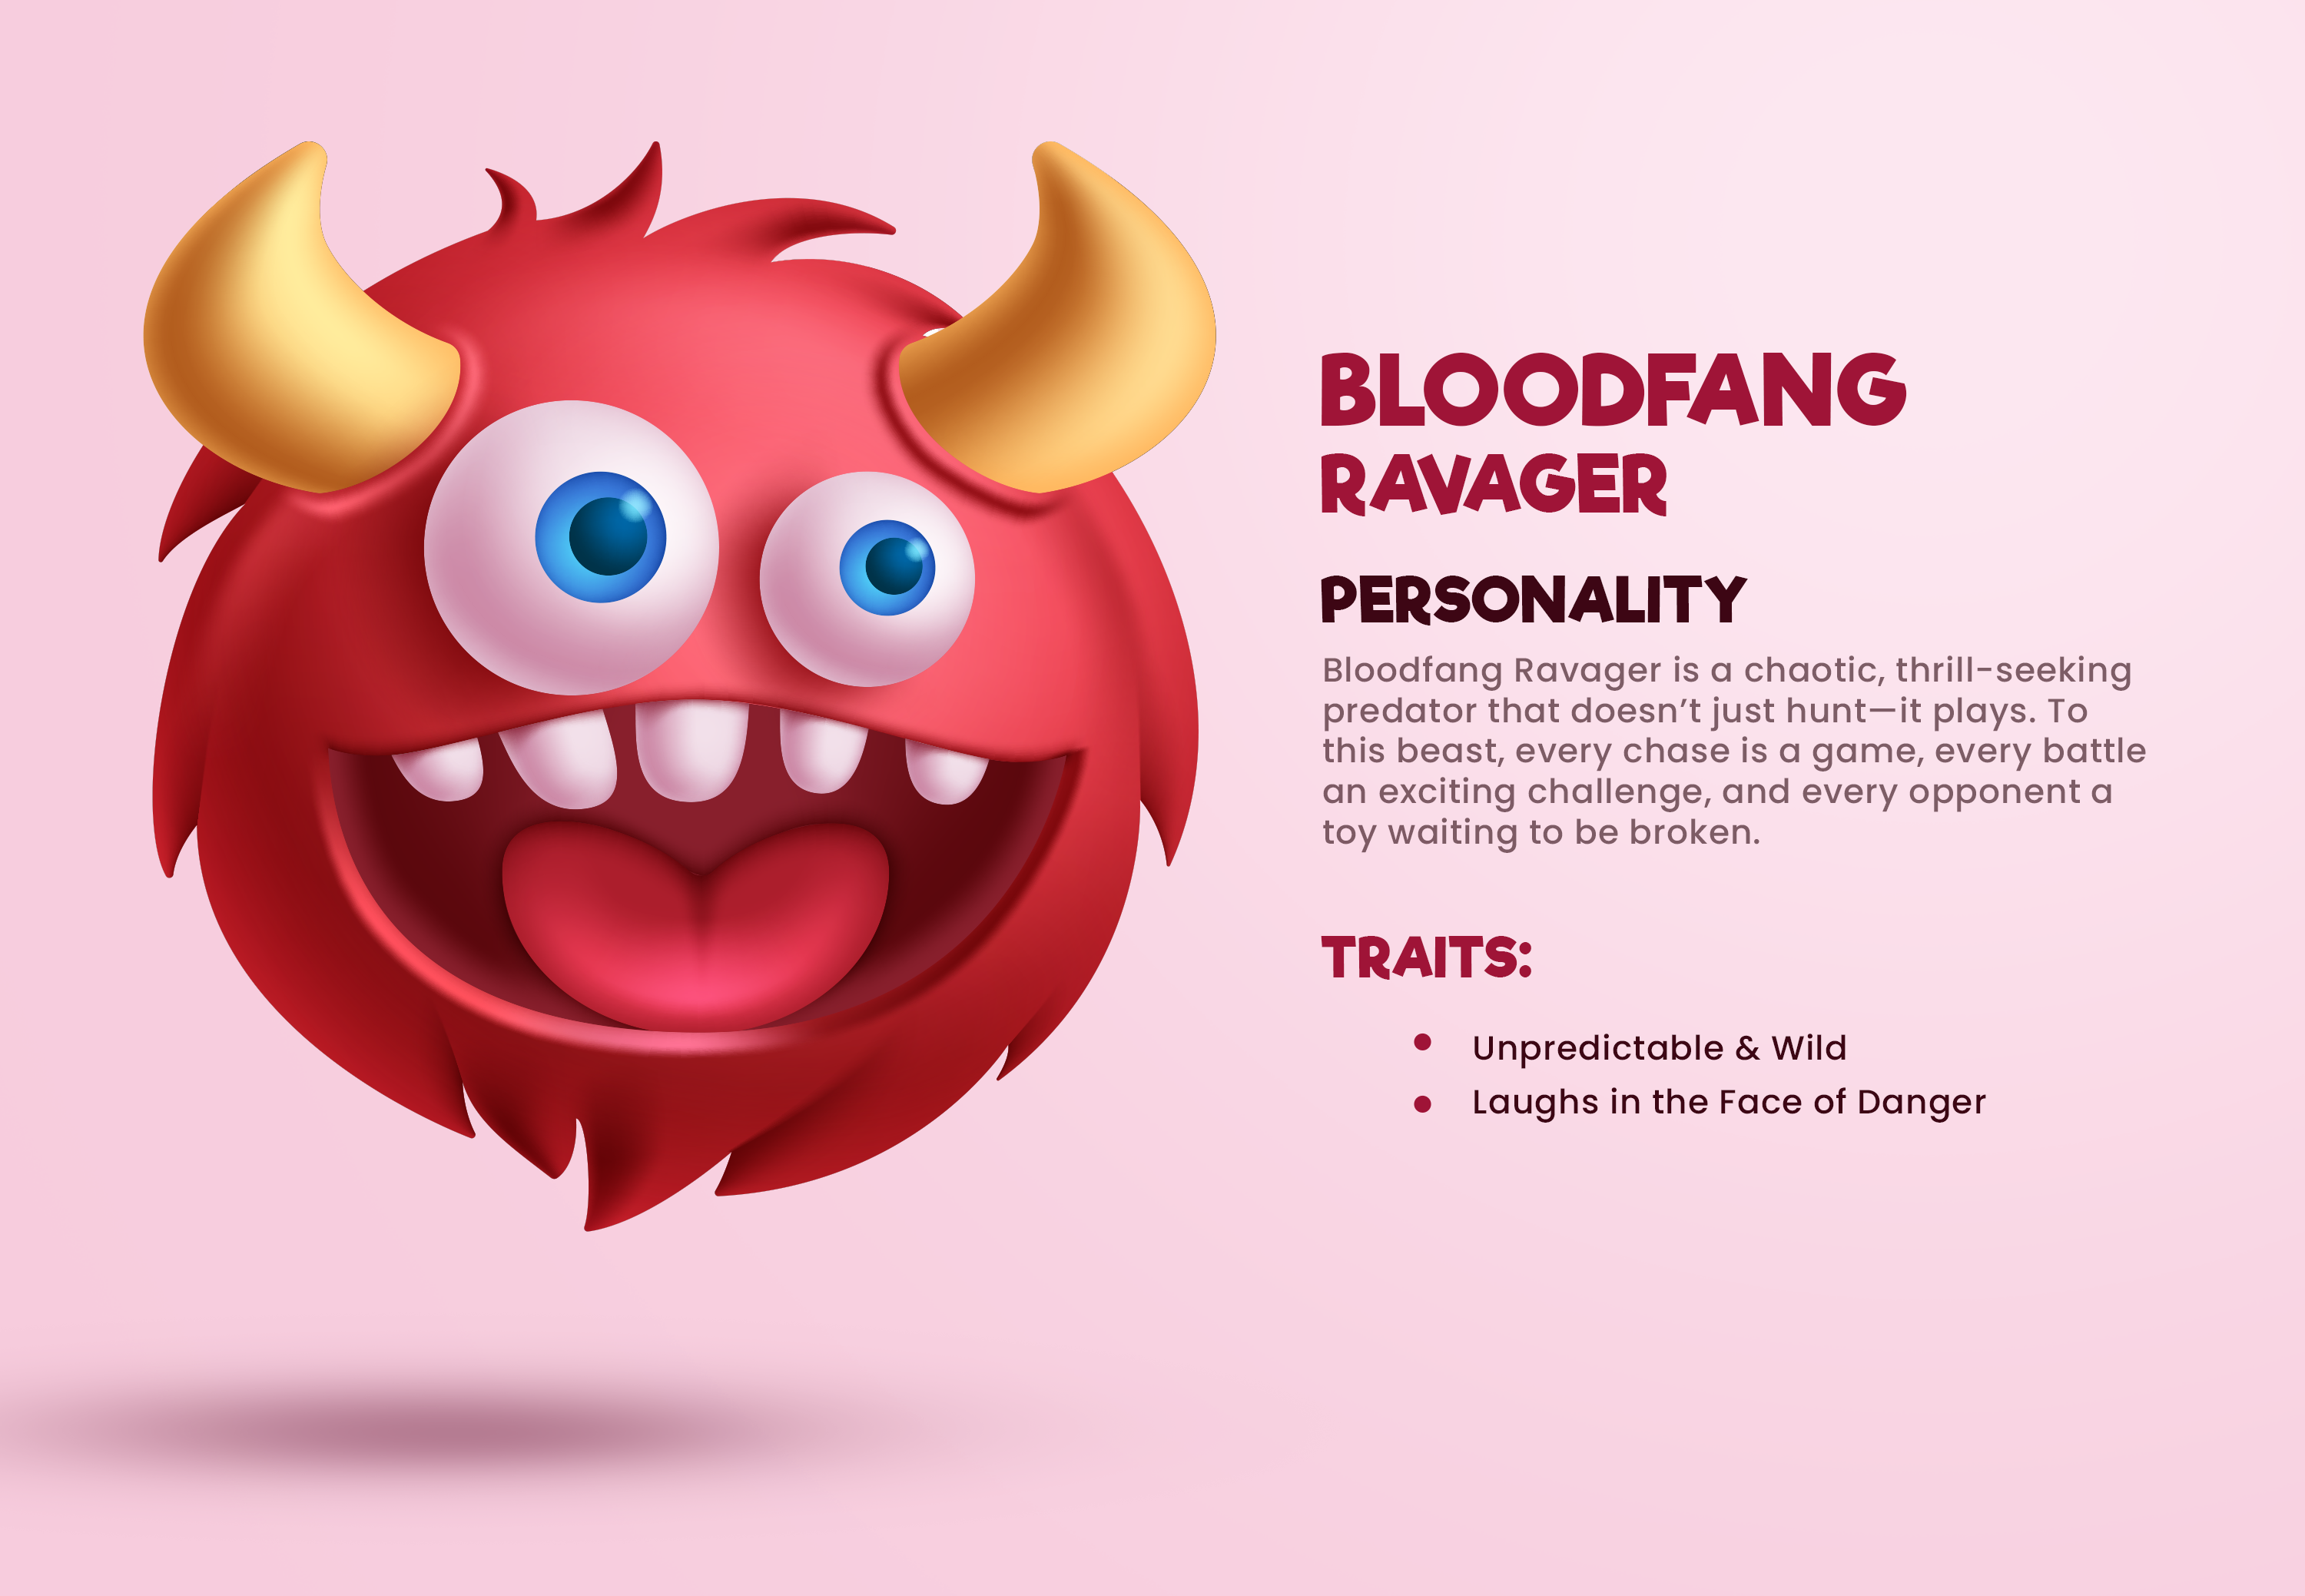 BLOODFANG
RAVAGER
PERSONALITY
Bloodfang Ravager is a chaotic, thrill-seeking
predator that doesn’t just hunt—it plays. To
this beast, every chase is a game, every battle
an exciting challenge, and every opponent a
toy waiting to be broken.
TRAITS:
• Unpredictable & Wild
• Laughs in the Face of Danger